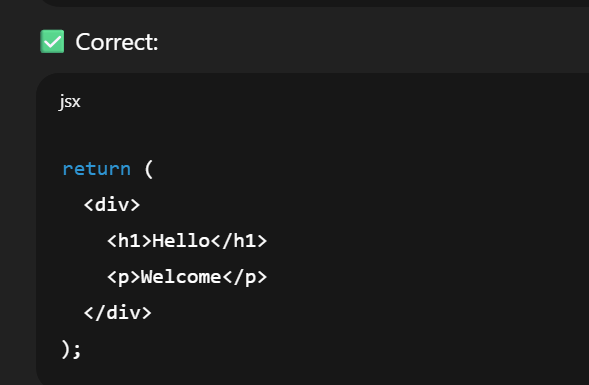 ✅ Correct:
jsx
return (
  <div>
    <h1>Hello</h1>
    <p>Welcome</p>
  </div>
);